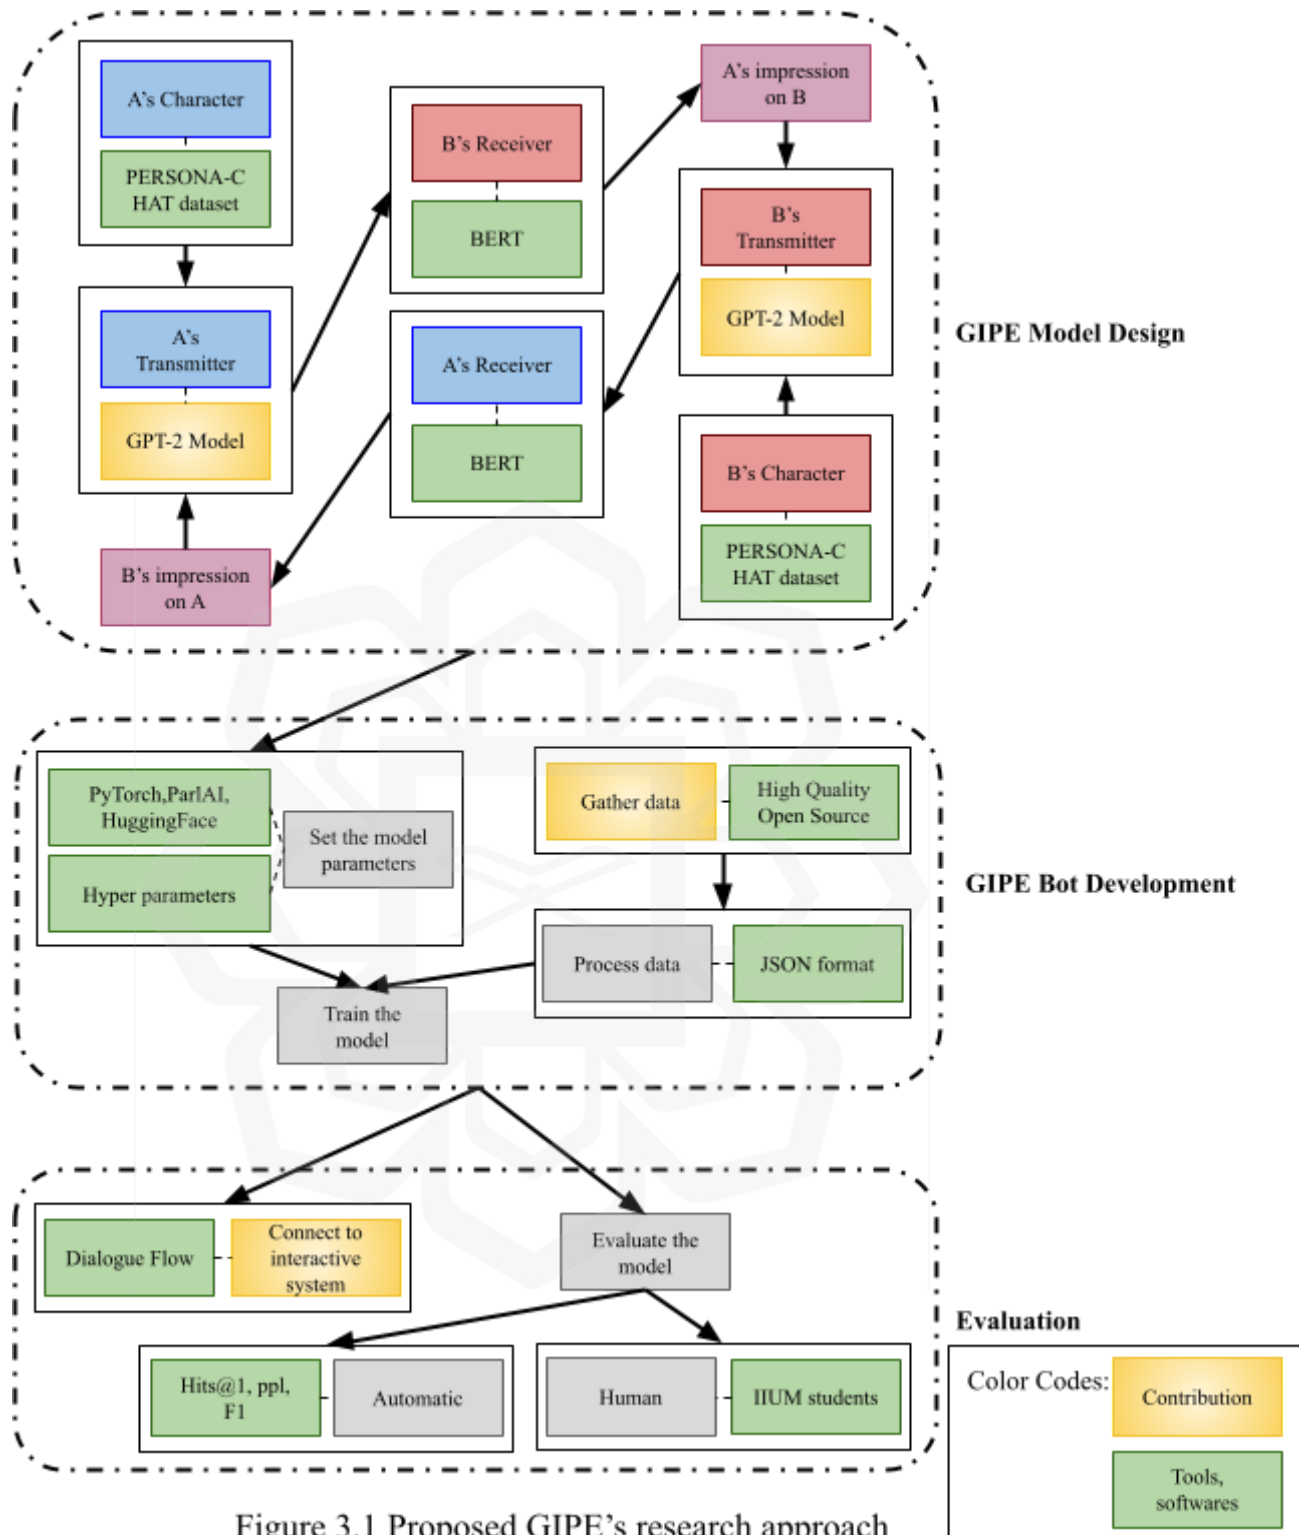 A's Character
PERSONA-C
HAT dataset
A's
Transmitter
GPT-2 Model
B's impression
on A
B's Receiver
BERT
A's Receiver
BERT
A's impression
on B
B's
Transmitter
GPT-2 Model
B's Character
PERSONA-C
HAT dataset
GIPE Model Design
PyTorch,ParlAI,
HuggingFace
Hyper parameters
Set the model
parameters
Gather data
High Quality
Open Source
Process data
JSON format
Train the
model
GIPE Bot Development
Dialogue Flow
Connect to
interactive
system
Evaluate the
model
Hits@1, ppl,
F1
Automatic
Human
IIUM students
Evaluation
Color Codes:
Contribution
Tools,
softwares
Figure 3.1 Proposed GIPE's research approach